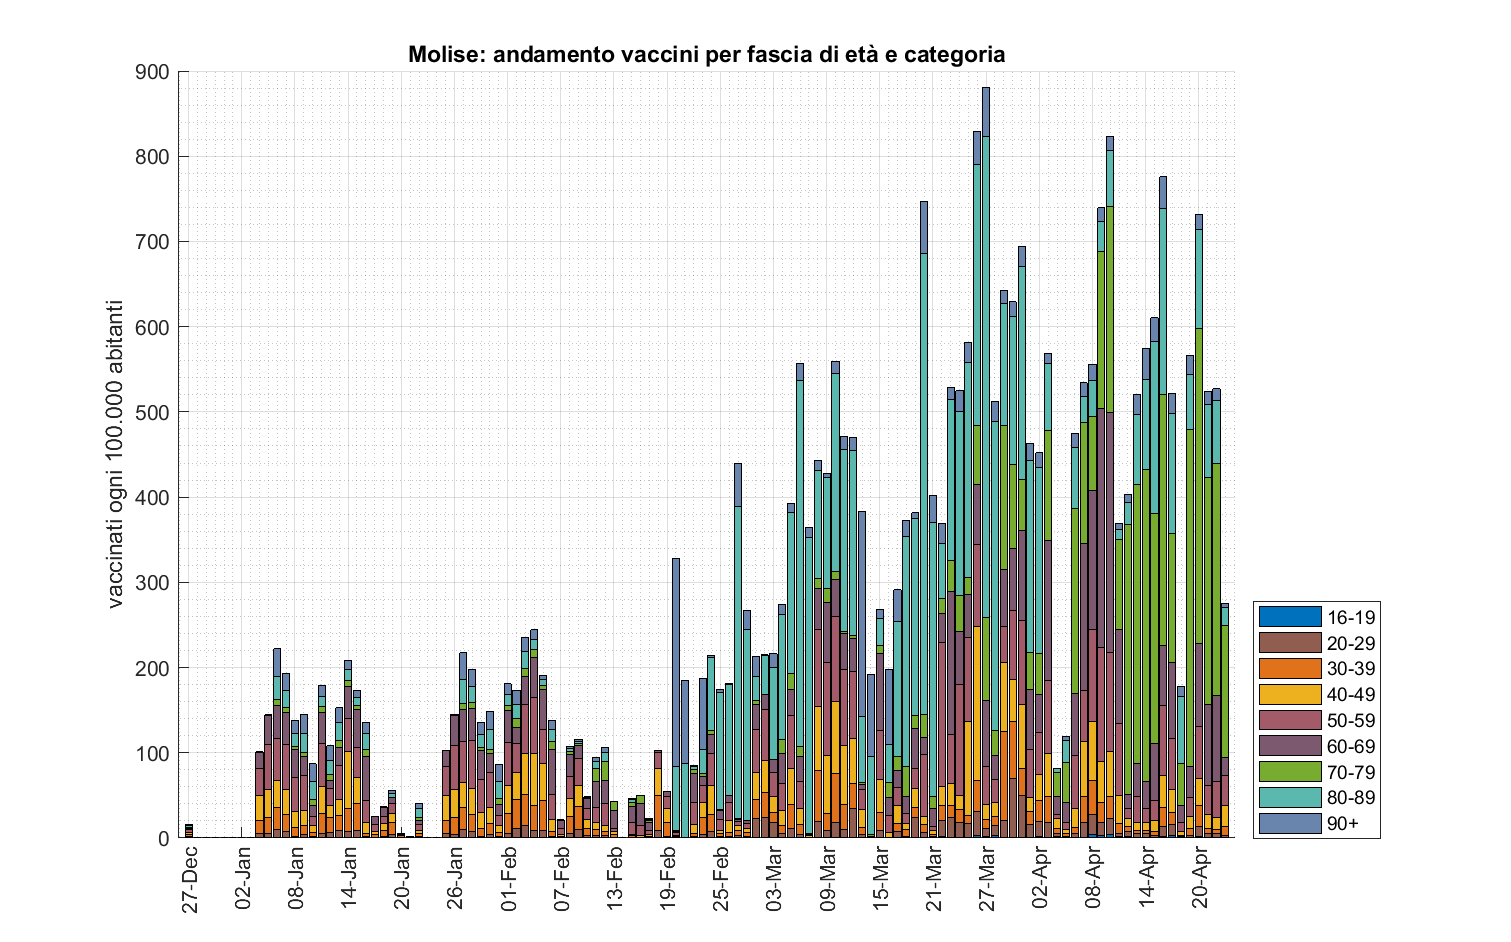 Molise: andamento vaccini per fascia di età e categoria
vaccinati ogni 100.000 abitanti
900
800
700
600
500
400
300
200
100
0
27-Dec
02-Jan
08-Jan
14-Jan
20-Jan
26-Jan
01-Feb
07-Feb
13-Feb
19-Feb
25-Feb
03-Mar
09-Mar
15-Mar
21-Mar
27-Mar
02-Apr
08-Apr
14-Apr
20-Apr
16-19
20-29
30-39
40-49
50-59
60-69
70-79
80-89
90+